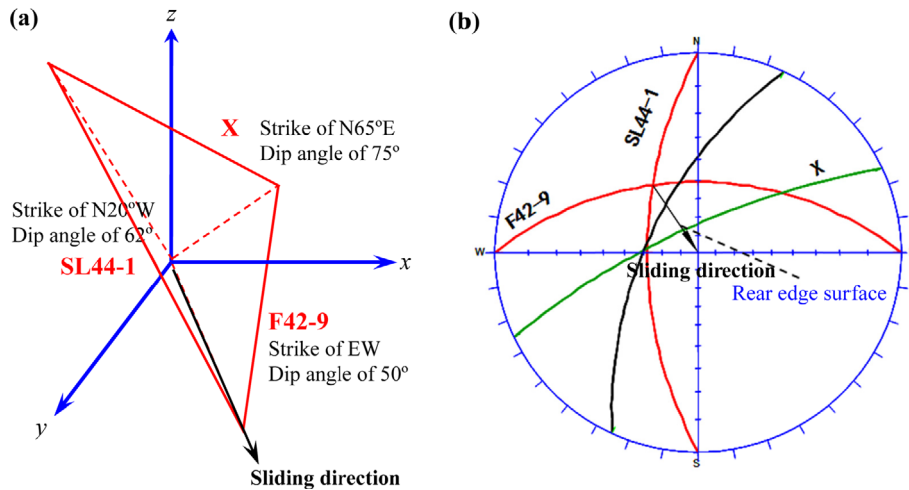 (a)
z
X
Strike of N65ºE
Dip angle of 75º
Strike of N20ºW
Dip angle of 62º
SL44-1
x
F42-9
Strike of EW
Dip angle of 50º
y
Sliding direction
(b)
N
SL44-1
X
F42-9
W
Sliding direction
Rear edge surface
S